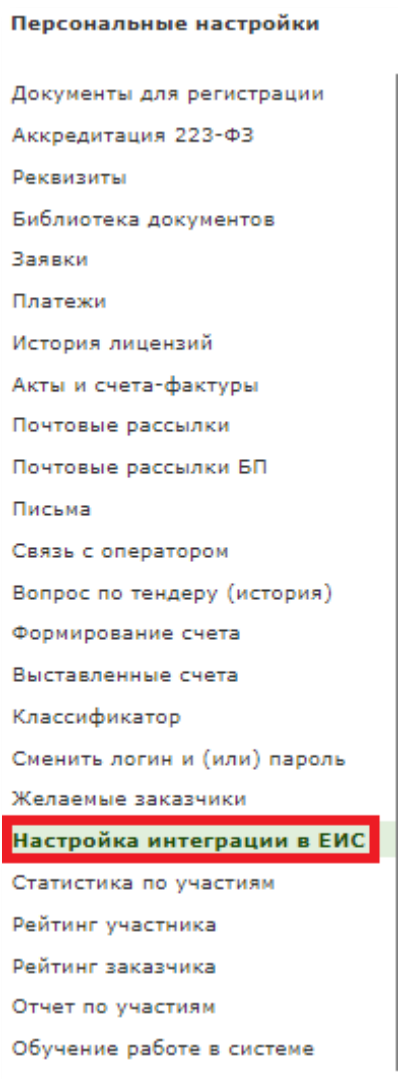 Персональные настройки
Документы для регистрации
Аккредитация 223-ФЗ
Реквизиты
Библиотека документов
Заявки
Платежи
История лицензий
Акты и счета-фактуры
Почтовые рассылки
Почтовые рассылки БП
Письма
Связь с оператором
Вопрос по тендеру (история)
Формирование счета
Выставленные счета
Классификатор
Сменить логин и (или) пароль
Желаемые заказчики
Настройка интеграции в ЕИС
Статистика по участиям
Рейтинг участника
Рейтинг заказчика
Отчет по участиям
Обучение работе в системе